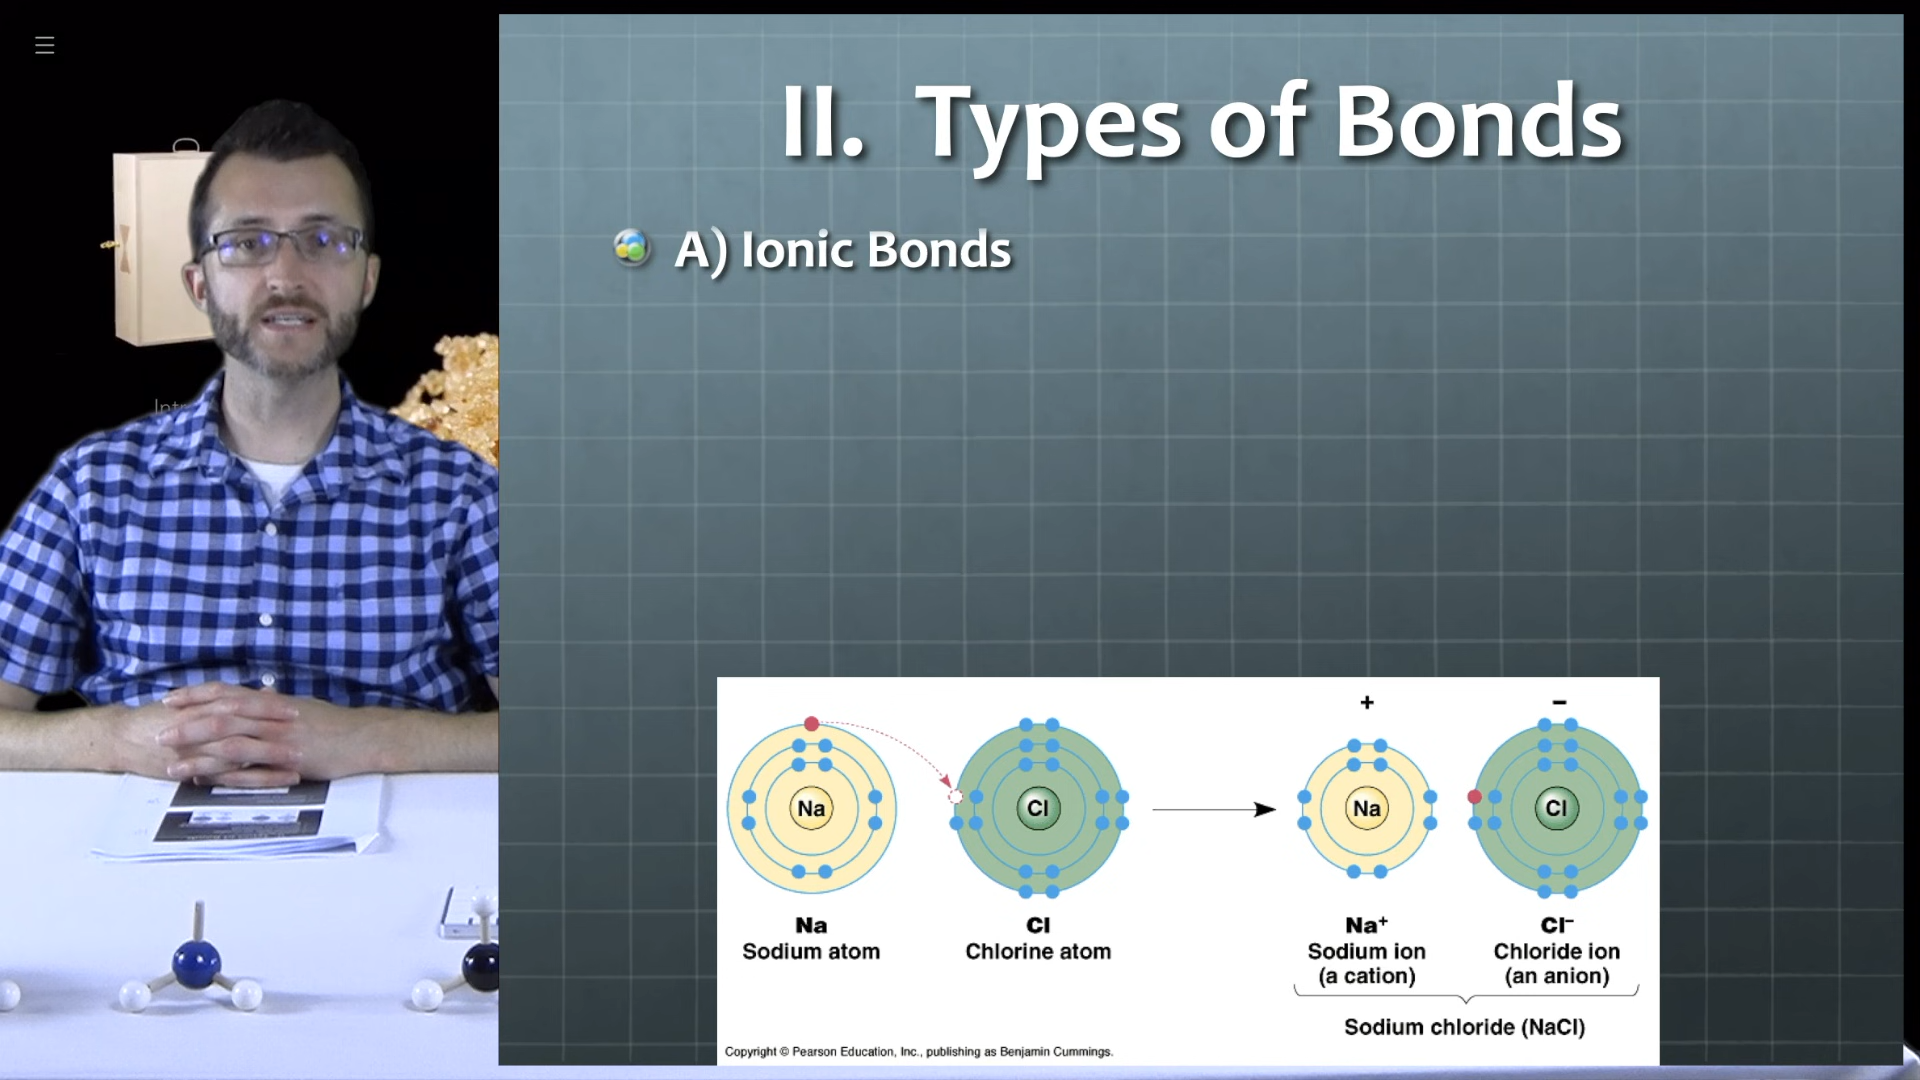 II. Types of Bonds
A) Ionic Bonds
+ −
Na Cl Na Cl
Na Cl Na⁺ Cl⁻
Sodium atom Chlorine atom Sodium ion Chloride ion
(a cation) (an anion)
Sodium chloride (NaCl)
Copyright © Pearson Education, Inc., publishing as Benjamin Cummings.